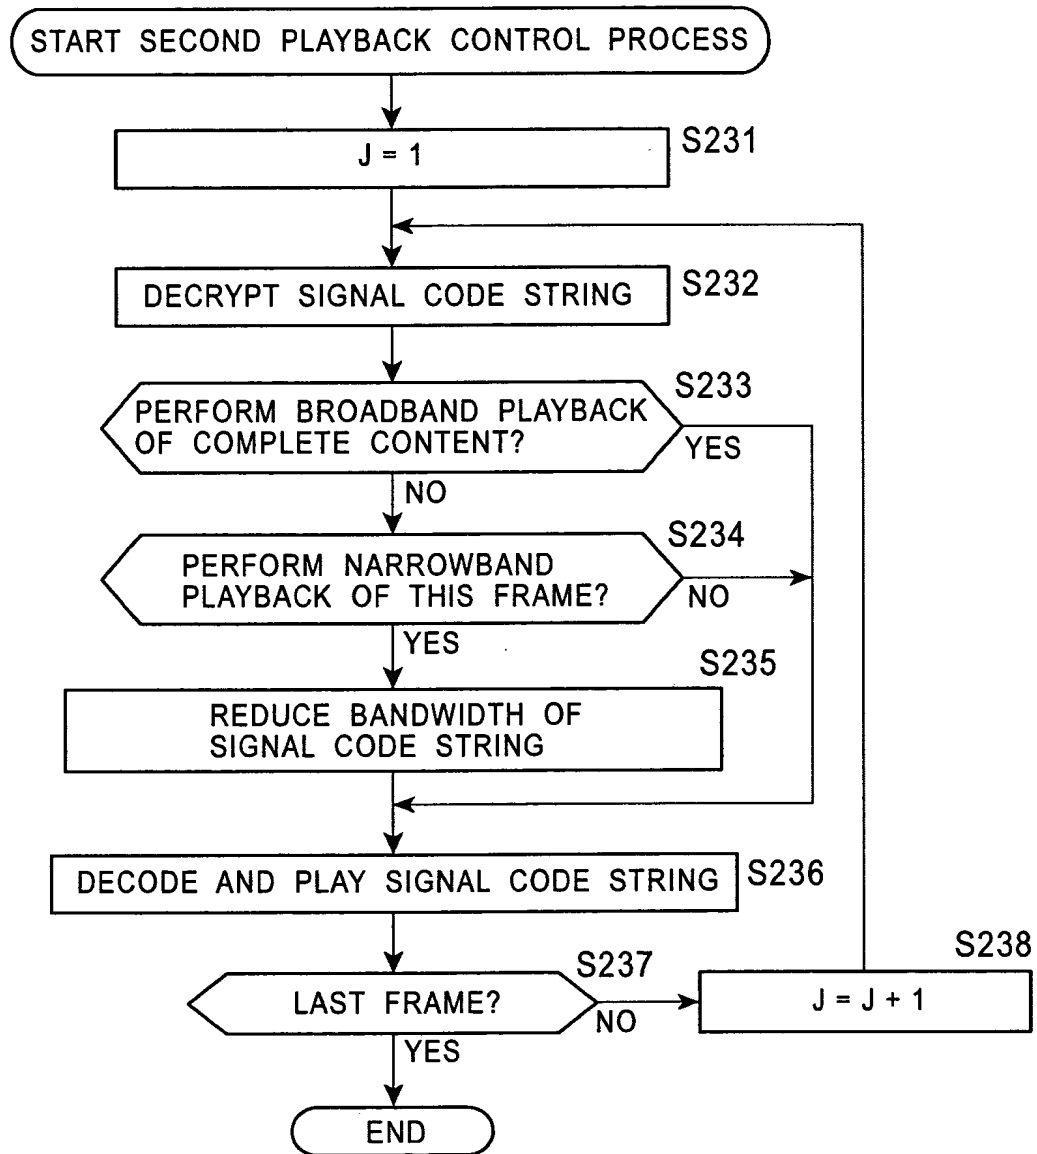 START SECOND PLAYBACK CONTROL PROCESS
J = 1
S231
DECRYPT SIGNAL CODE STRING
S232
PERFORM BROADBAND PLAYBACK
OF COMPLETE CONTENT?
S233
YES
NO
PERFORM NARROWBAND
PLAYBACK OF THIS FRAME?
S234
NO
YES
REDUCE BANDWIDTH OF
SIGNAL CODE STRING
S235
DECODE AND PLAY SIGNAL CODE STRING
S236
LAST FRAME?
S237
NO
J = J + 1
S238
YES
END